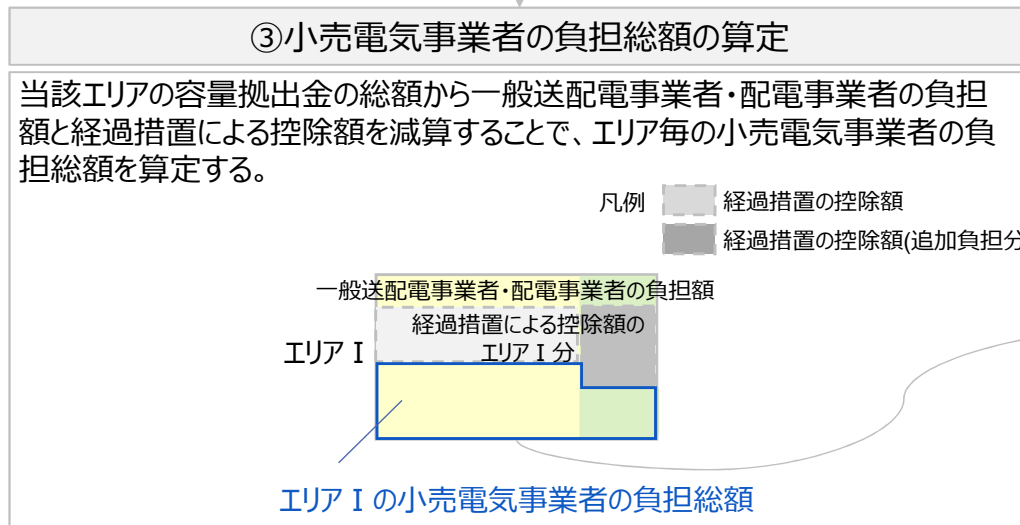 ③小売電気事業者の負担総額の算定
当該エリアの容量拠出金の総額から一般送配電事業者・配電事業者の負担
額と経過措置による控除額を減算することで、エリア毎の小売電気事業者の負
担総額を算定する。
凡例
経過措置の控除額
経過措置の控除額(追加負担分
一般送配電事業者・配電事業者の負担額
経過措置による控除額の
エリアⅠ分
エリアⅠ
エリアⅠの小売電気事業者の負担総額